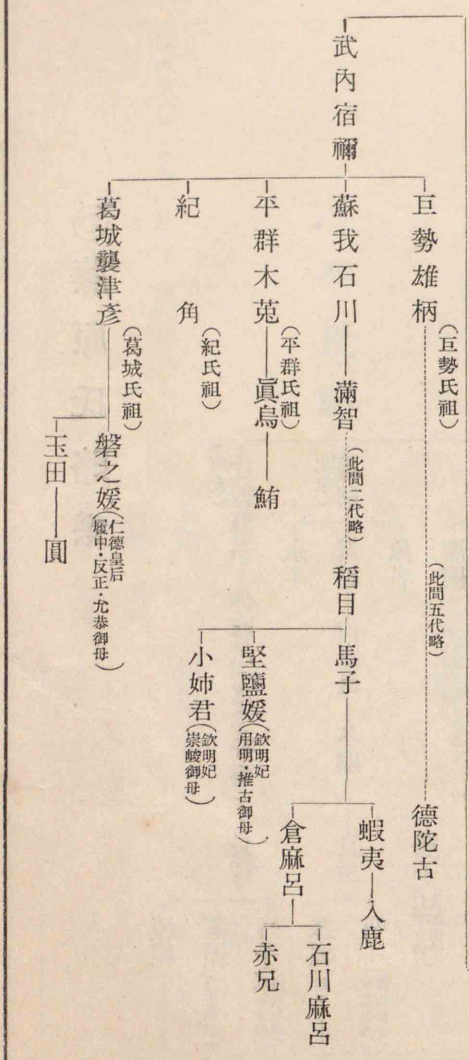 武內宿禰
巨勢雄柄
（巨勢氏祖）
（此間五代略）
德陀古
蘇我石川
滿智
（此間二代略）
稻目
馬子
蝦夷
入鹿
倉麻呂
石川麻呂
赤兄
堅鹽媛（欽明妃
用明・推古御母）
小姉君（欽明妃
崇峻御母）
平群木菟
（平群氏祖）
眞鳥
鮪
紀角
（紀氏祖）
葛城襲津彥
（葛城氏祖）
磐之媛（仁德皇后
履中・反正・允恭御母）
玉田
圓